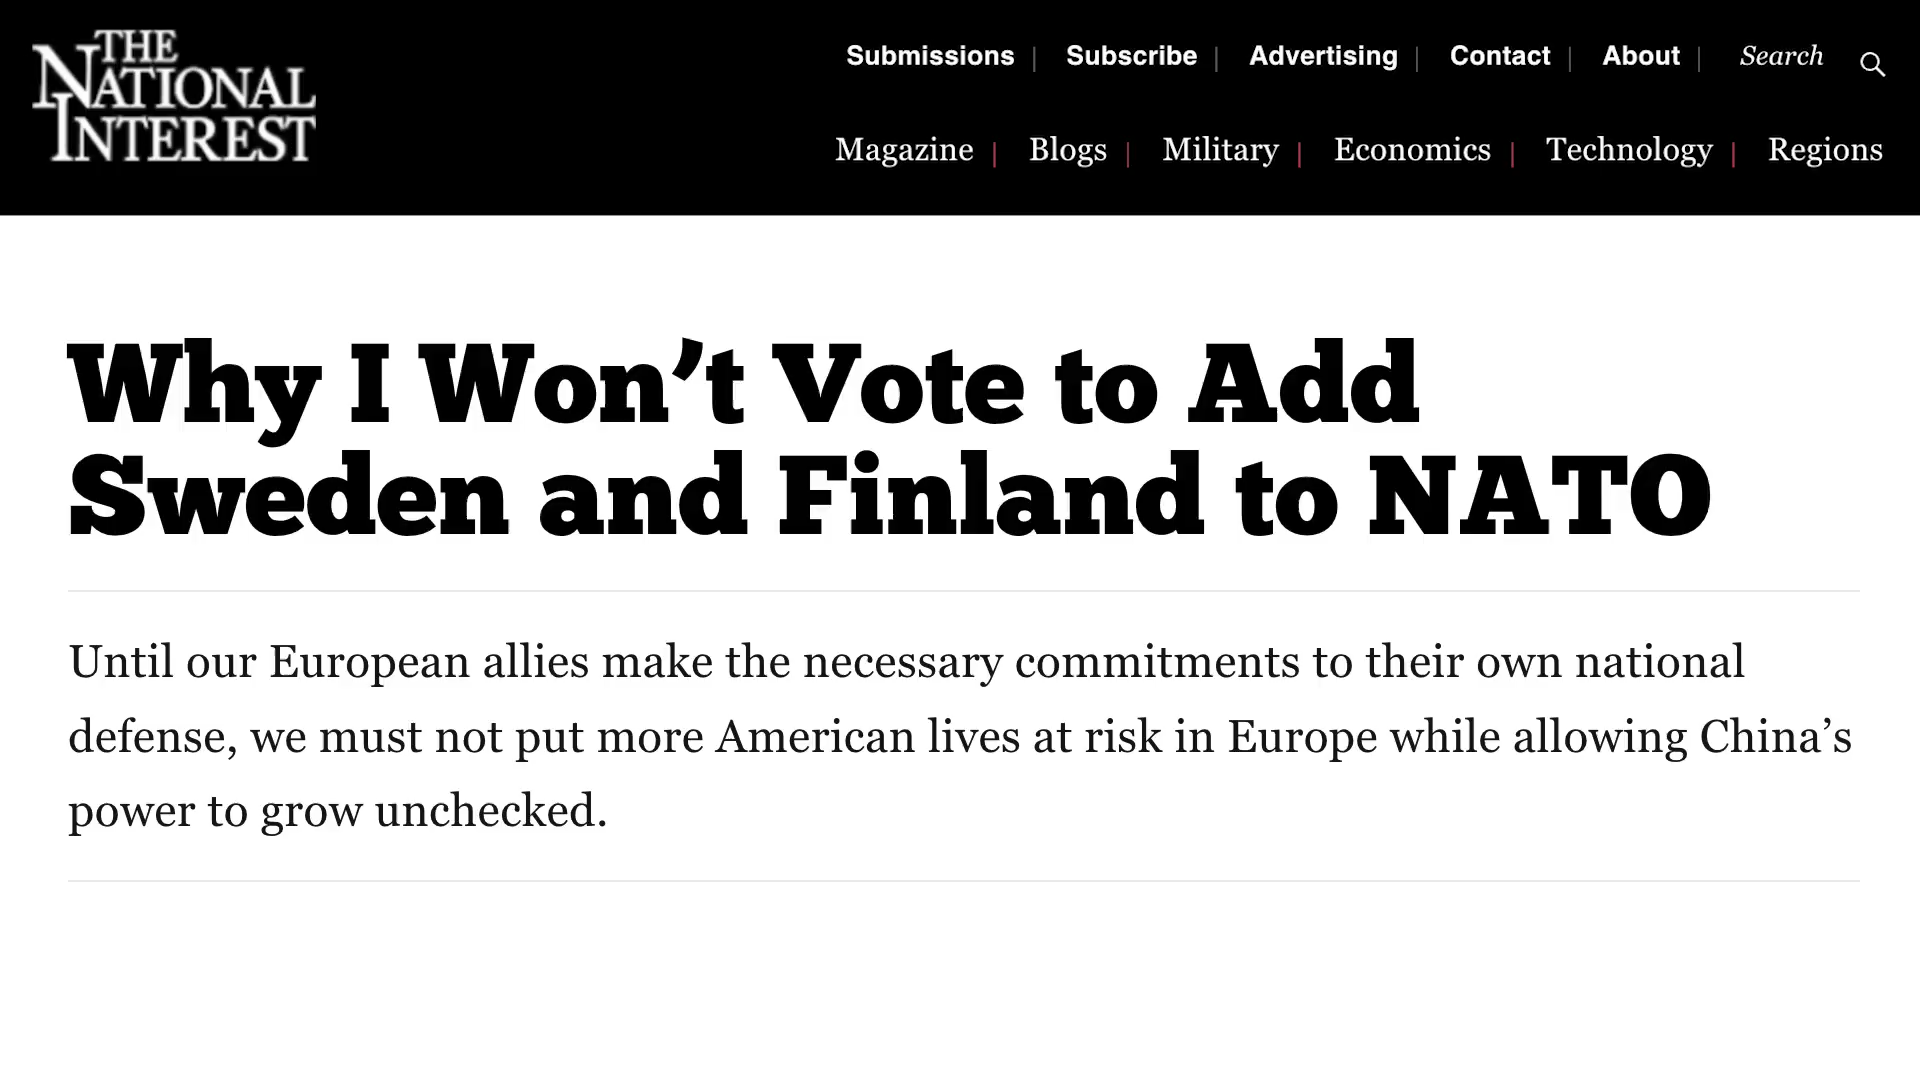 THE
NATIONAL
INTEREST
Submissions | Subscribe | Advertising | Contact | About | Search
Magazine | Blogs | Military | Economics | Technology | Regions
Why I Won’t Vote to Add
Sweden and Finland to NATO
Until our European allies make the necessary commitments to their own national
defense, we must not put more American lives at risk in Europe while allowing China’s
power to grow unchecked.